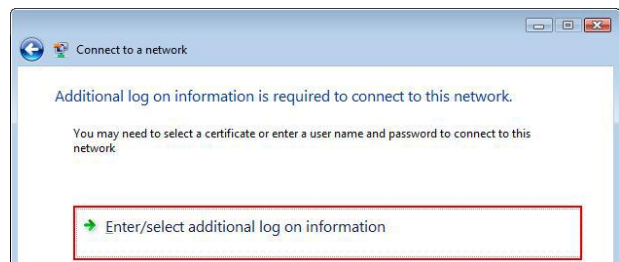 Connect to a network
Additional log on information is required to connect to this network.
You may need to select a certificate or enter a user name and password to connect to this
network
Enter/select additional log on information